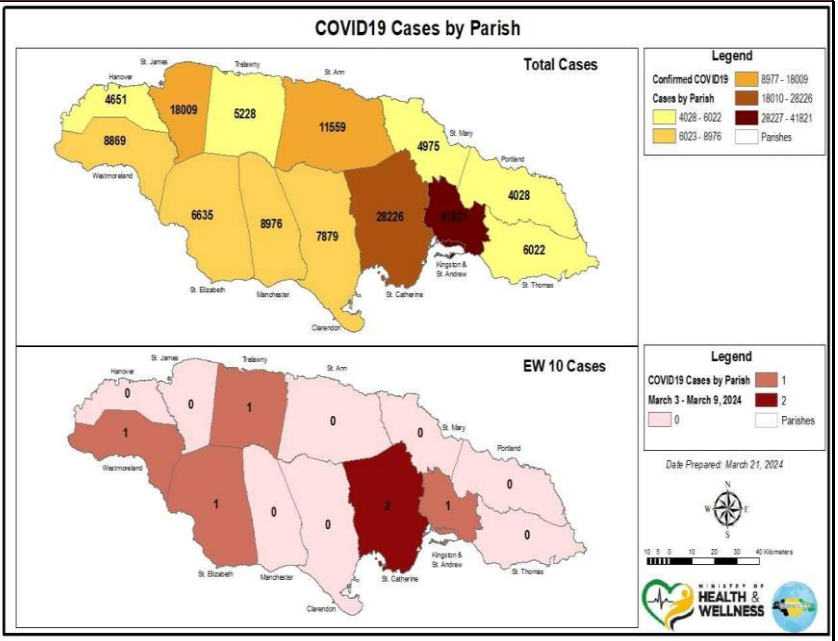 COVID19 Cases by Parish
Total Cases
Hanover
St. James
Trelawny
St. Ann
St. Mary
Portland
Westmoreland
St. Elizabeth
Manchester
Clarendon
St. Catherine
Kingston &
St. Andrew
St. Thomas
4651
18009
5228
11559
4975
8869
4028
6635
8976
7879
28226
41821
6022
Legend
Confirmed COVID19
Cases by Parish
4028 - 6022
6023 - 8976
8977 - 18009
18010 - 28226
28227 - 41821
Parishes
EW 10 Cases
Hanover
St. James
Trelawny
St. Ann
St. Mary
Portland
Westmoreland
St. Elizabeth
Manchester
Clarendon
St. Catherine
Kingston &
St. Andrew
St. Thomas
0
0
1
0
0
1
0
1
0
0
2
1
0
Legend
COVID19 Cases by Parish
March 3 - March 9, 2024
0
1
2
Parishes
Date Prepared: March 21, 2024
N
W E
S
10 5 0 10 20 30 40 Kilometers
MINISTRY OF
HEALTH &
WELLNESS